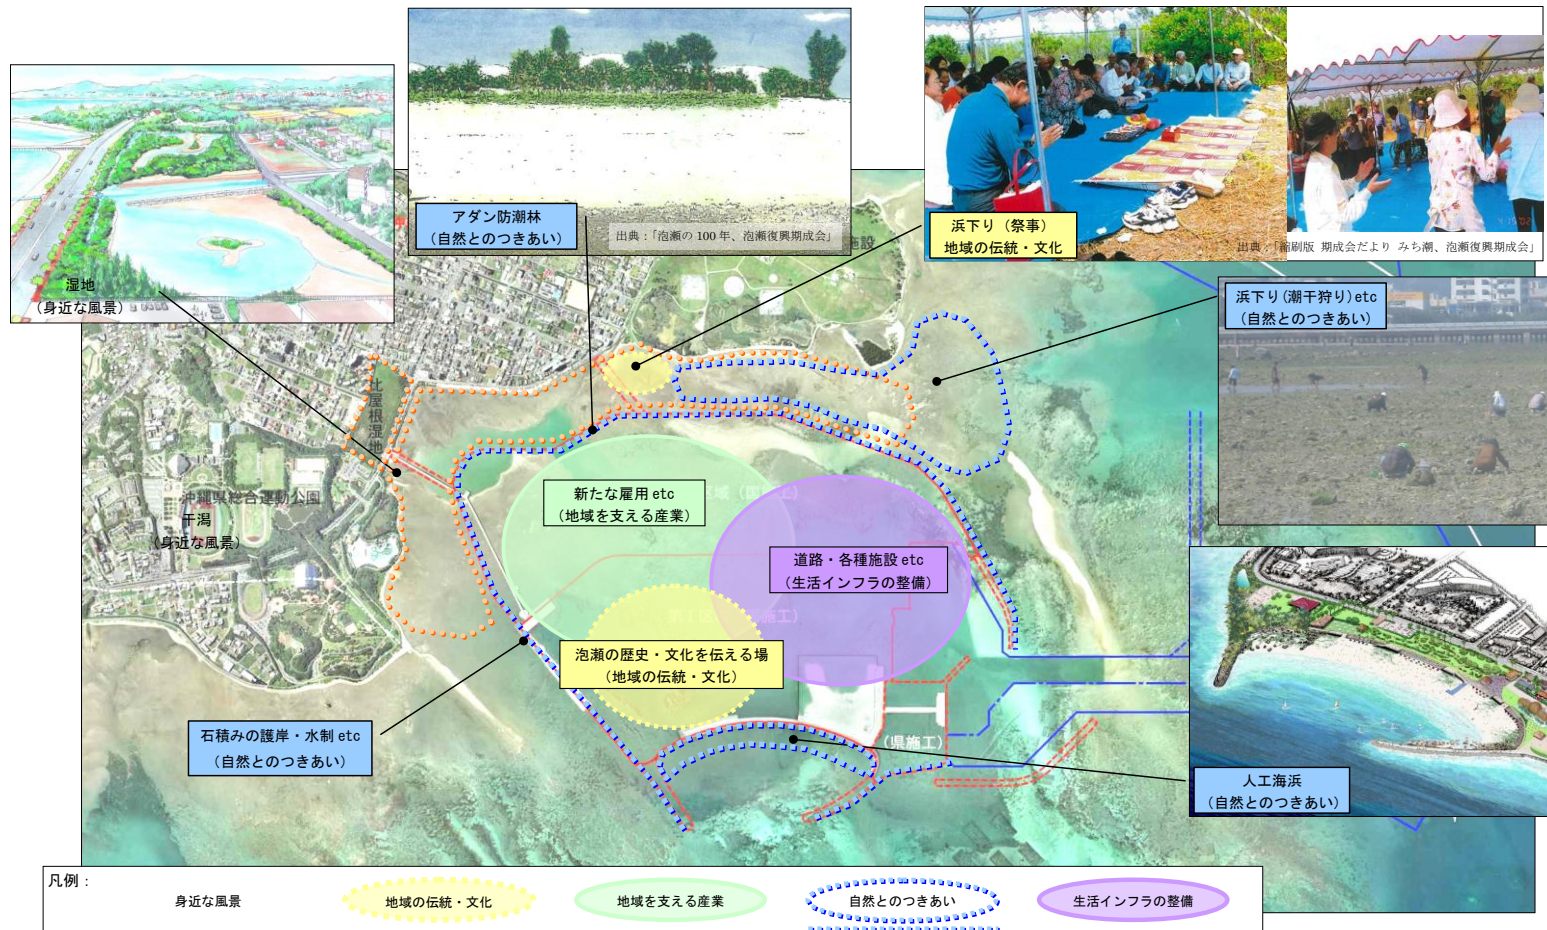 アダン防潮林
(自然とのつきあい)
出典：「泡瀬の100年、泡瀬復興期成会」
施設
浜下り（祭事）
地域の伝統・文化
出典：「縮刷版 期成会だより みち潮、泡瀬復興期成会」
湿地
(身近な風景)
浜下り(潮干狩り)etc
(自然とのつきあい)
比屋根湿地
沖縄県総合運動公園
干潟
(身近な風景)
新たな雇用 etc
(地域を支える産業)
道路・各種施設 etc
(生活インフラの整備)
泡瀬の歴史・文化を伝える場
(地域の伝統・文化)
石積みの護岸・水制 etc
(自然とのつきあい)
(県施工)
人工海浜
(自然とのつきあい)
凡例：
身近な風景
地域の伝統・文化
地域を支える産業
自然とのつきあい
生活インフラの整備